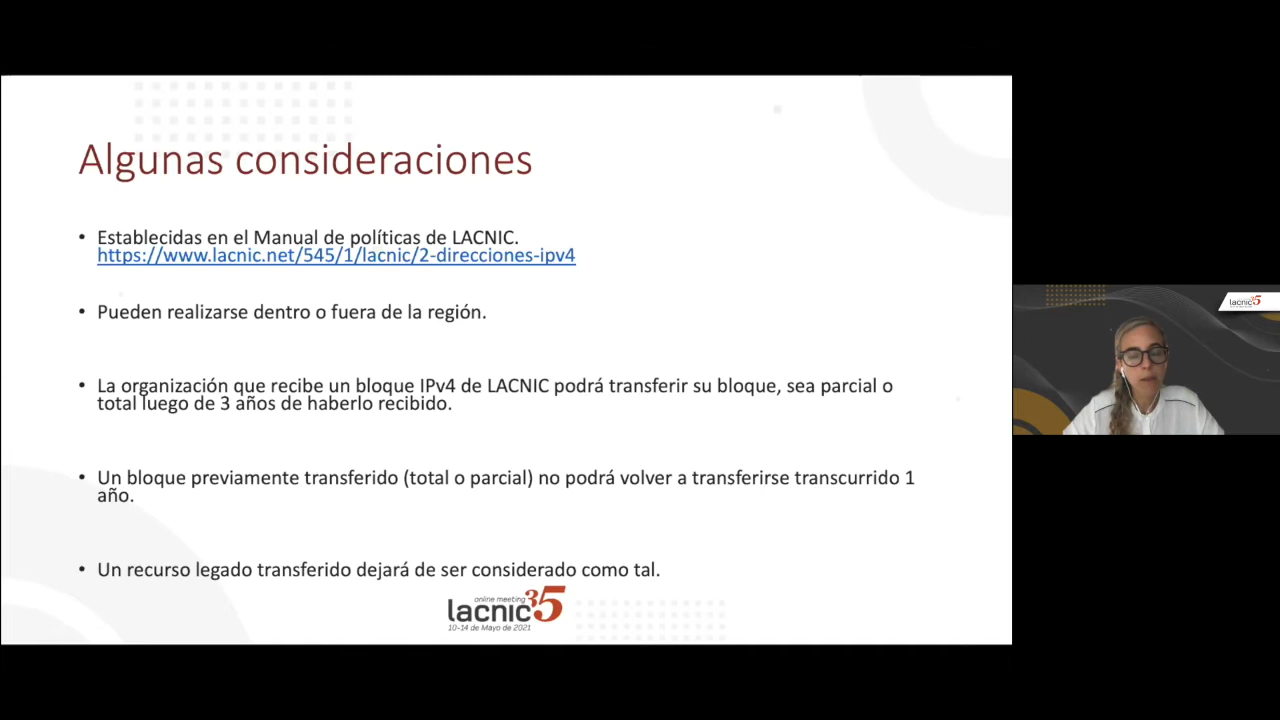 Algunas consideraciones
• Establecidas en el Manual de políticas de LACNIC.
https://www.lacnic.net/545/1/lacnic/2-direcciones-ipv4
• Pueden realizarse dentro o fuera de la región.
• La organización que recibe un bloque IPv4 de LACNIC podrá transferir su bloque, sea parcial o
total luego de 3 años de haberlo recibido.
• Un bloque previamente transferido (total o parcial) no podrá volver a transferirse transcurrido 1
año.
• Un recurso legado transferido dejará de ser considerado como tal.
online meeting
lacnic35
10-14 de Mayo de 2021
lacnic35